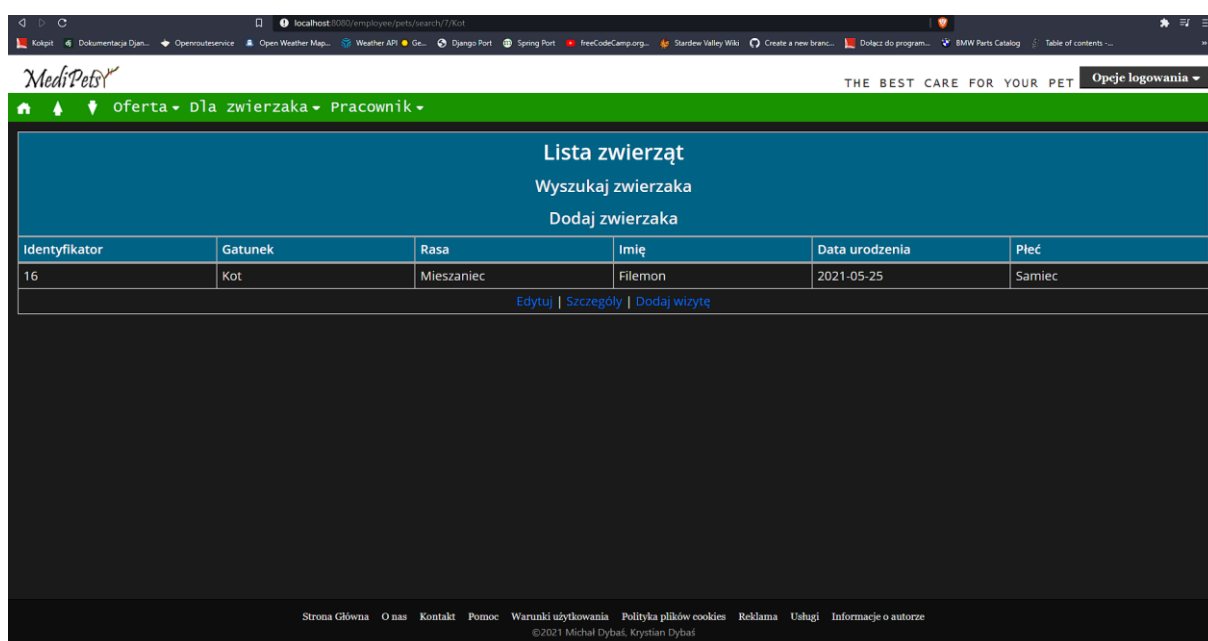 localhost:8080/employee/pets/search/7/Kot
Kokpit Dokumentacja Djan... Openrouteservice Open Weather Map... Weather API Ge... Django Port Spring Port freeCodeCamp.org... Stardew Valley Wiki Create a new branc... Dołącz do program... BMW Parts Catalog Table of contents -... »
MediPets THE BEST CARE FOR YOUR PET Opcje logowania
Oferta Dla zwierzaka Pracownik
Lista zwierząt
Wyszukaj zwierzaka
Dodaj zwierzaka
Identyfikator Gatunek Rasa Imię Data urodzenia Płeć
16 Kot Mieszaniec Filemon 2021-05-25 Samiec
Edytuj | Szczegóły | Dodaj wizytę
Strona Główna O nas Kontakt Pomoc Warunki użytkowania Polityka plików cookies Reklama Usługi Informacje o autorze
©2021 Michał Dybaś, Krystian Dybaś